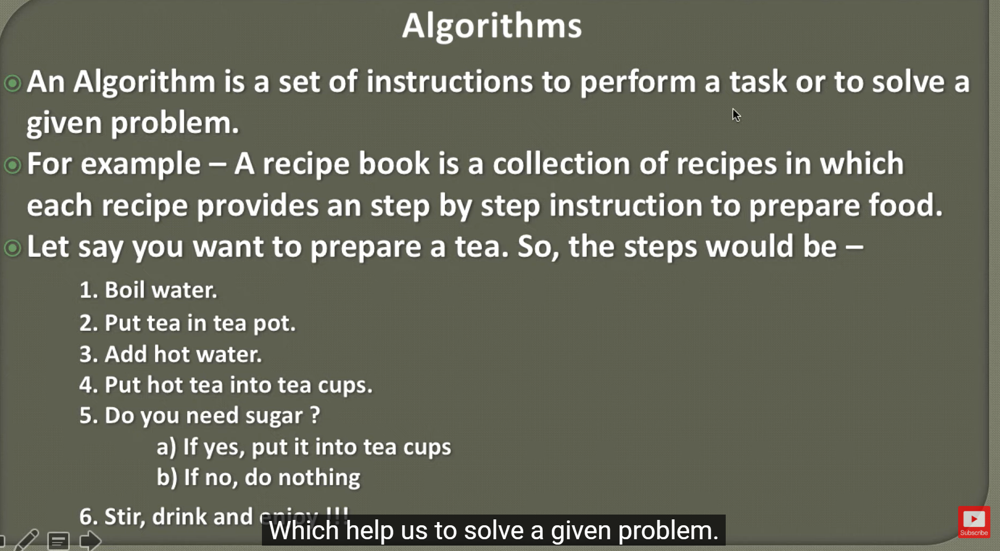 Algorithms
An Algorithm is a set of instructions to perform a task or to solve a
given problem.
For example – A recipe book is a collection of recipes in which
each recipe provides an step by step instruction to prepare food.
Let say you want to prepare a tea. So, the steps would be –
1. Boil water.
2. Put tea in tea pot.
3. Add hot water.
4. Put hot tea into tea cups.
5. Do you need sugar ?
a) If yes, put it into tea cups
b) If no, do nothing
6. Stir, drink and enjoy !!!
Which help us to solve a given problem.
Subscribe